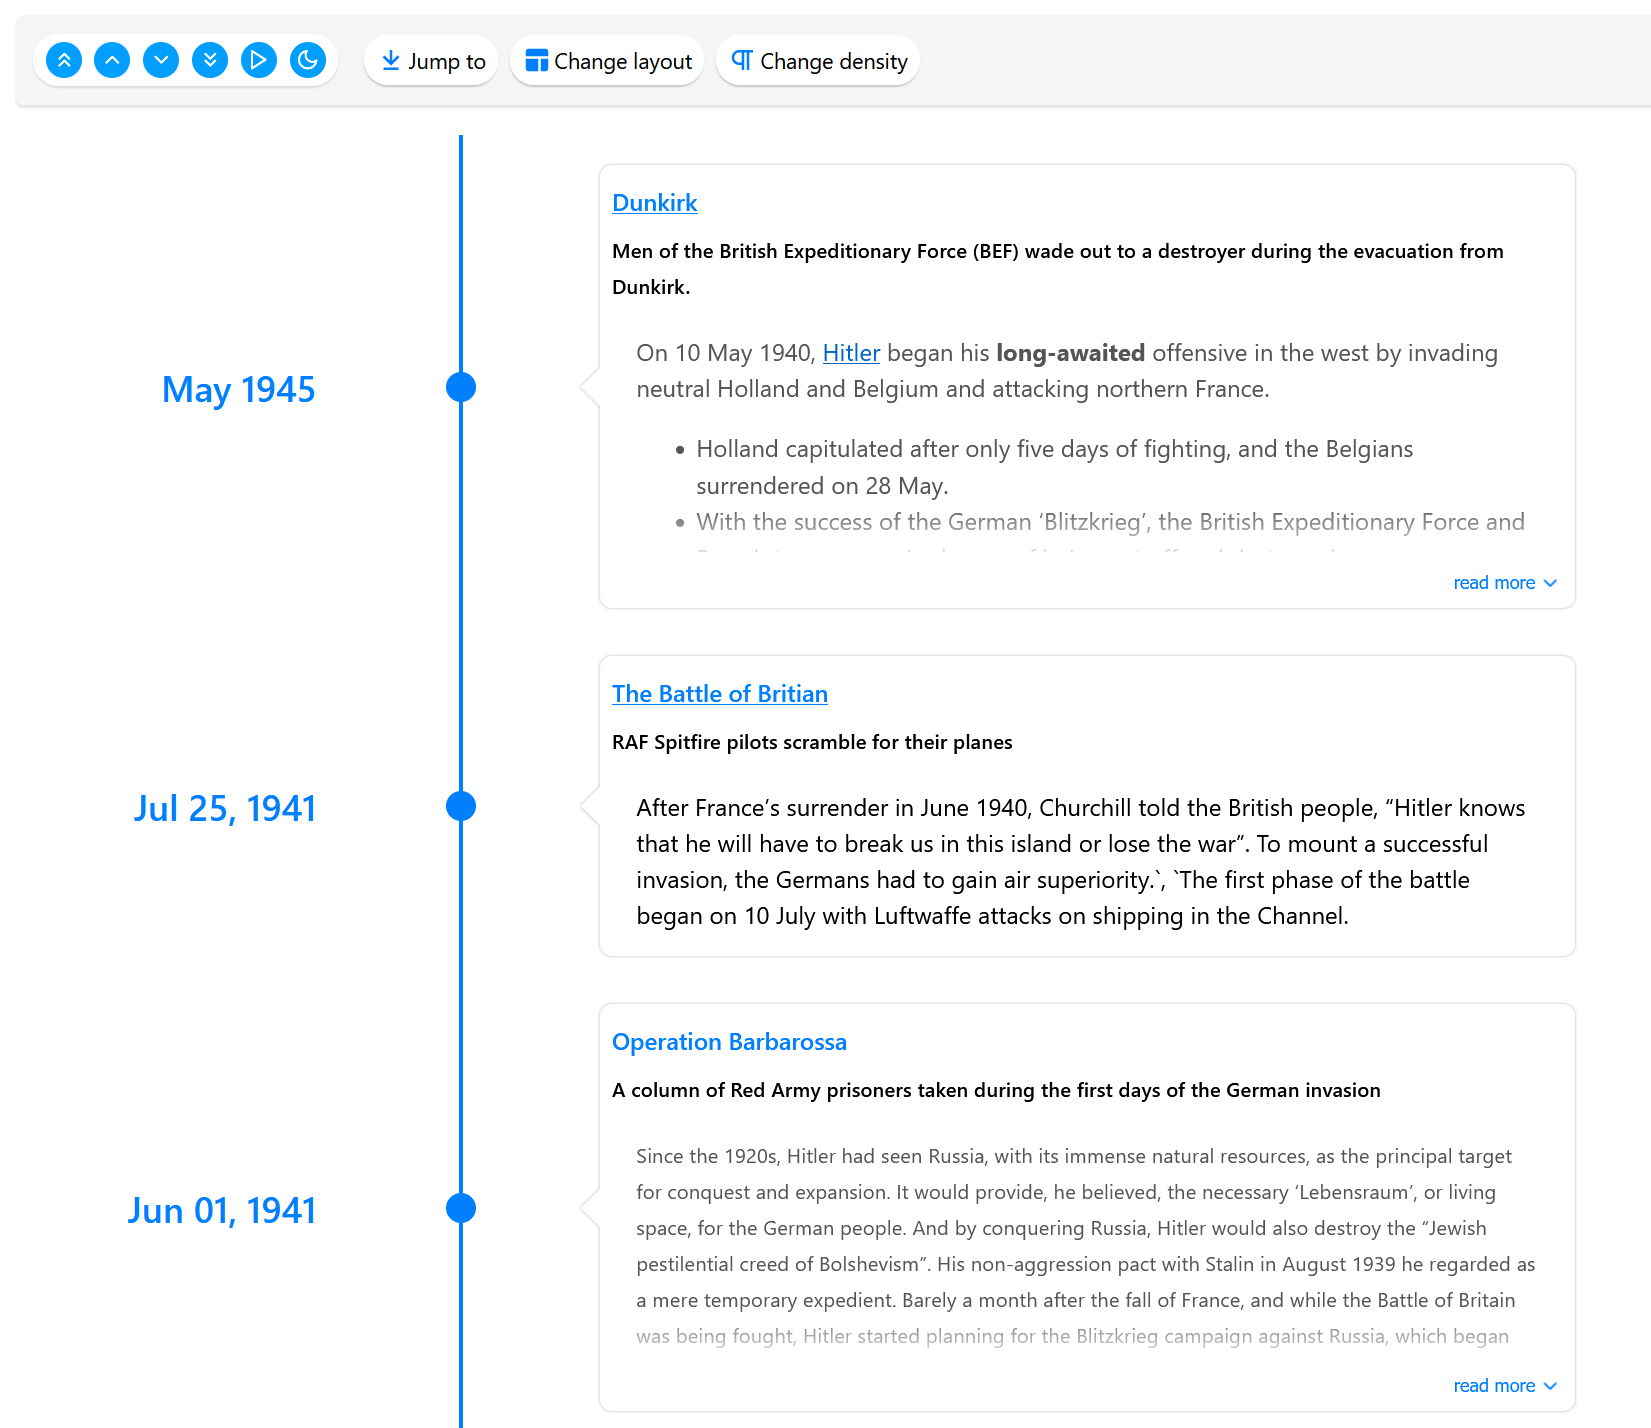 Jump to
Change layout
Change density
Dunkirk
Men of the British Expeditionary Force (BEF) wade out to a destroyer during the evacuation from
Dunkirk.
On 10 May 1940, Hitler began his long-awaited offensive in the west by invading
neutral Holland and Belgium and attacking northern France.
May 1945
• Holland capitulated after only five days of fighting, and the Belgians
surrendered on 28 May.
• With the success of the German ‘Blitzkrieg’, the British Expeditionary Force and
read more
The Battle of Britian
RAF Spitfire pilots scramble for their planes
Jul 25, 1941
After France’s surrender in June 1940, Churchill told the British people, “Hitler knows
that he will have to break us in this island or lose the war”. To mount a successful
invasion, the Germans had to gain air superiority.`, `The first phase of the battle
began on 10 July with Luftwaffe attacks on shipping in the Channel.
Operation Barbarossa
A column of Red Army prisoners taken during the first days of the German invasion
Jun 01, 1941
Since the 1920s, Hitler had seen Russia, with its immense natural resources, as the principal target
for conquest and expansion. It would provide, he believed, the necessary ‘Lebensraum’, or living
space, for the German people. And by conquering Russia, Hitler would also destroy the “Jewish
pestilential creed of Bolshevism”. His non-aggression pact with Stalin in August 1939 he regarded as
a mere temporary expedient. Barely a month after the fall of France, and while the Battle of Britain
was being fought, Hitler started planning for the Blitzkrieg campaign against Russia, which began
read more